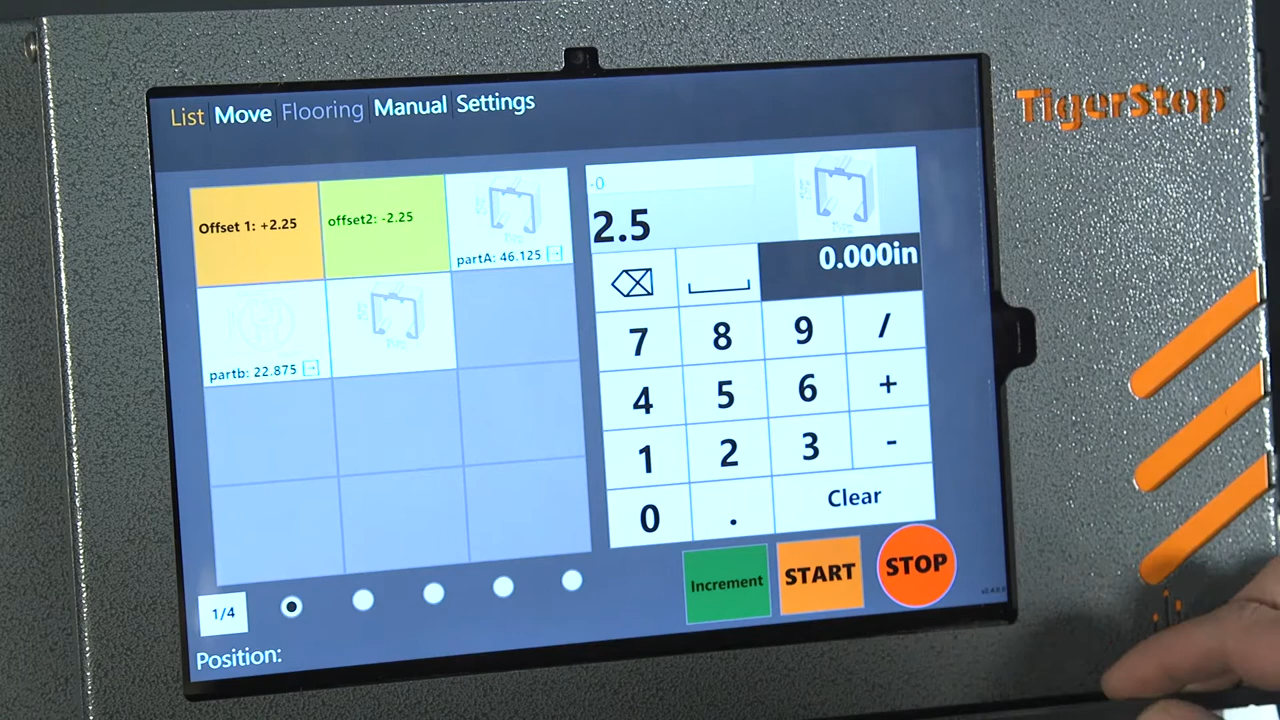 List Move Flooring Manual Settings
TigerStop
Offset 1: +2.25
offset2: -2.25
partA: 46.125
partb: 22.875
-0
2.5
0.000in
7 8 9 /
4 5 6 +
1 2 3 -
0 . Clear
Increment START STOP
1/4
Position: